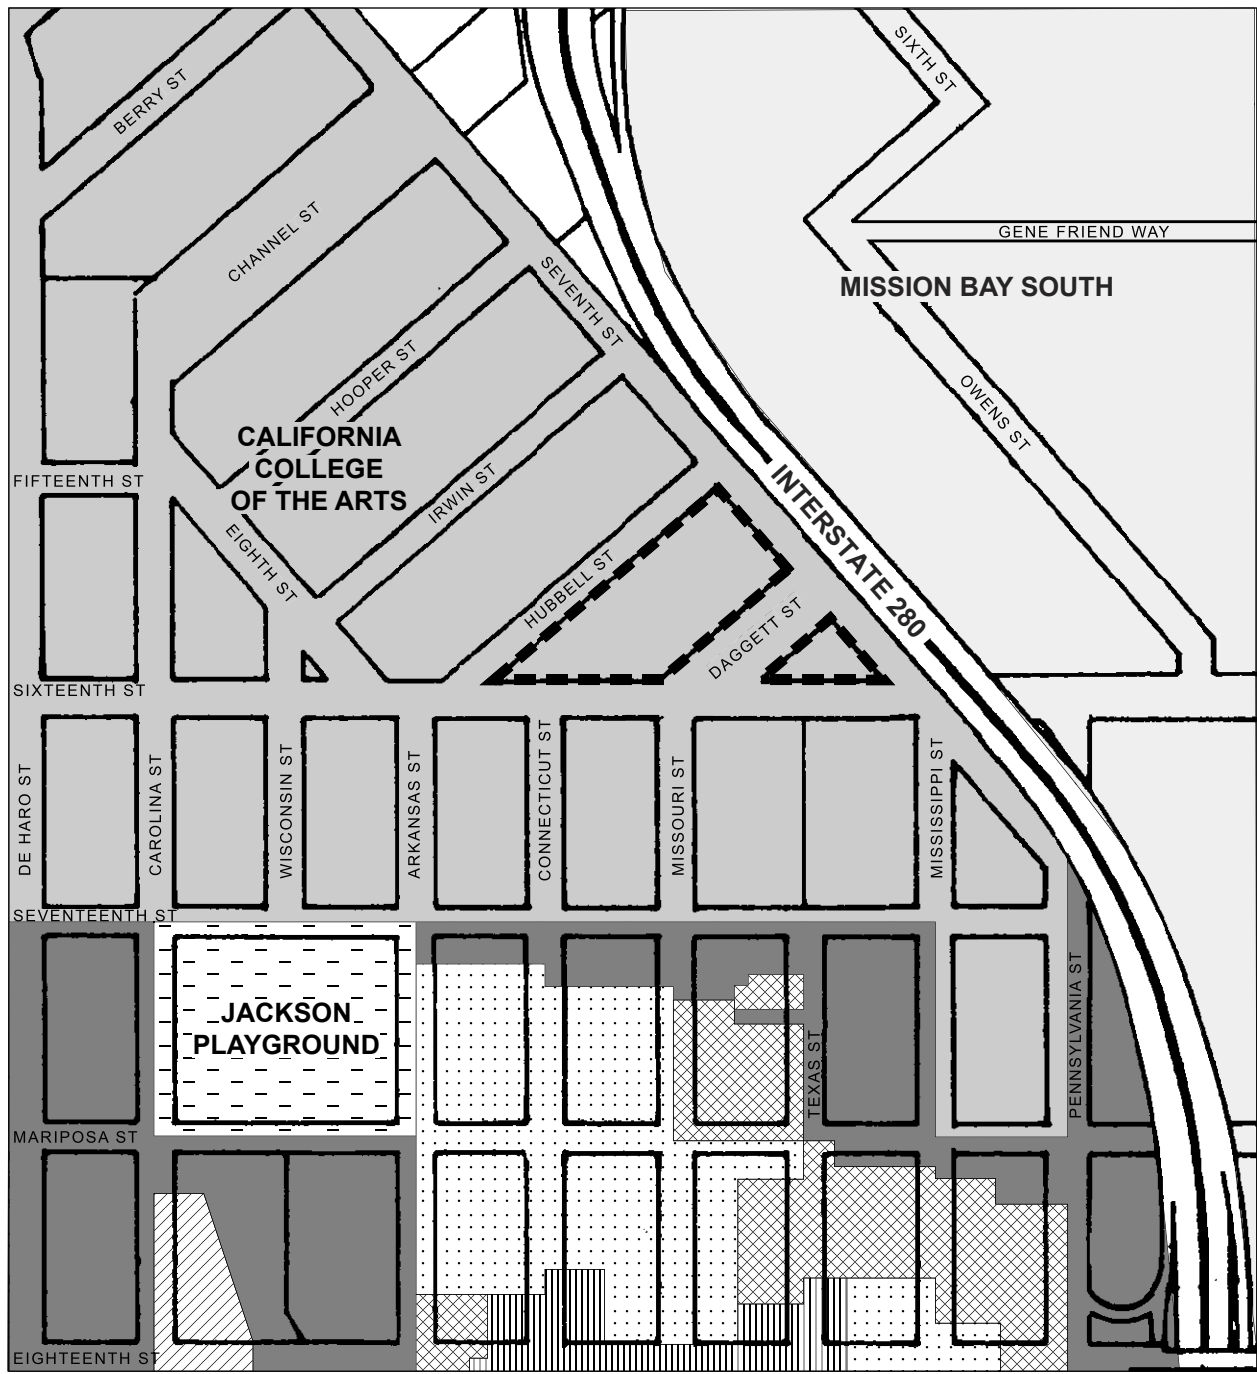 SIXTH ST
BERRY ST
GENE FRIEND WAY
CHANNEL ST
MISSION BAY SOUTH
SEVENTH ST
HOOPER ST
OWENS ST
CALIFORNIA
COLLEGE
OF THE ARTS
FIFTEENTH ST
IRWIN ST
INTERSTATE 280
EIGHTH ST
HUBBELL ST
DAGGETT ST
SIXTEENTH ST
DE HARO ST
CAROLINA ST
WISCONSIN ST
ARKANSAS ST
CONNECTICUT ST
MISSOURI ST
MISSISSIPPI ST
SEVENTEENTH ST
JACKSON
PLAYGROUND
TEXAS ST
PENNSYLVANIA ST
MARIPOSA ST
EIGHTEENTH ST